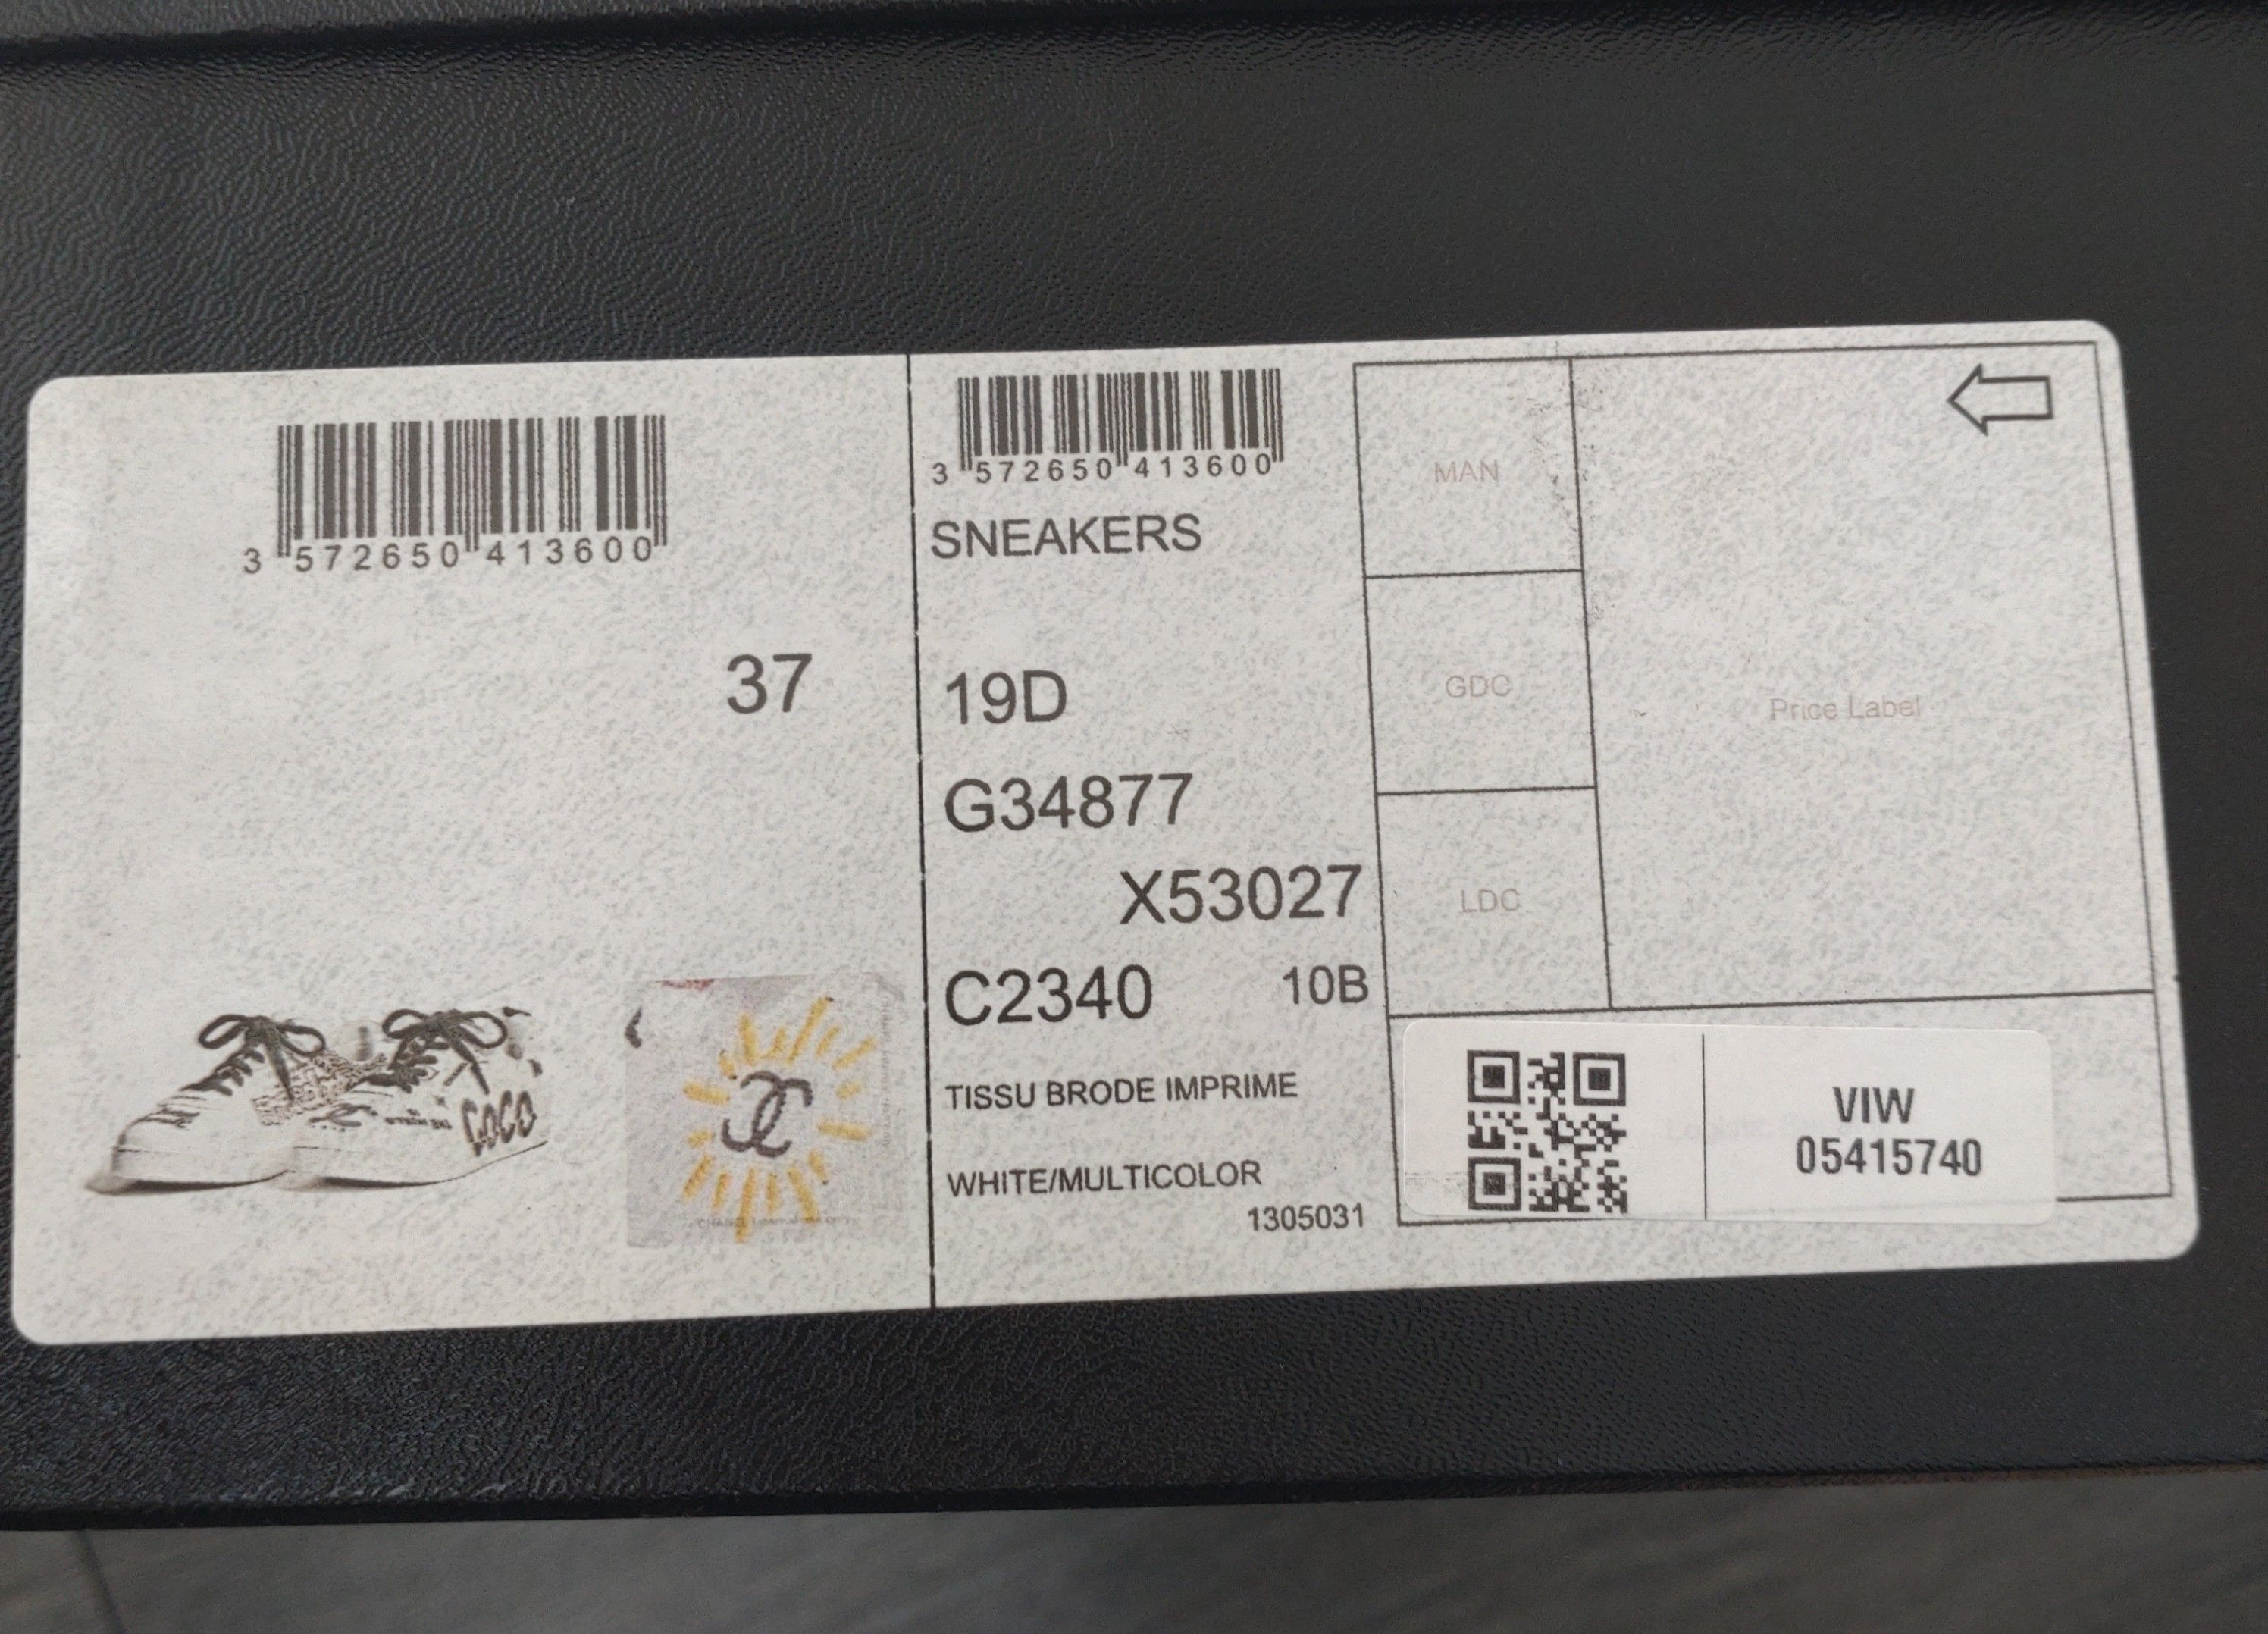 3 572650 413600
37
COCO
3 572650 413600
SNEAKERS
19D
G34877
X53027
C2340 10B
TISSU BRODE IMPRIME
WHITE/MULTICOLOR
1305031
MAN
GDC
LDC
Price Label
VIW
05415740